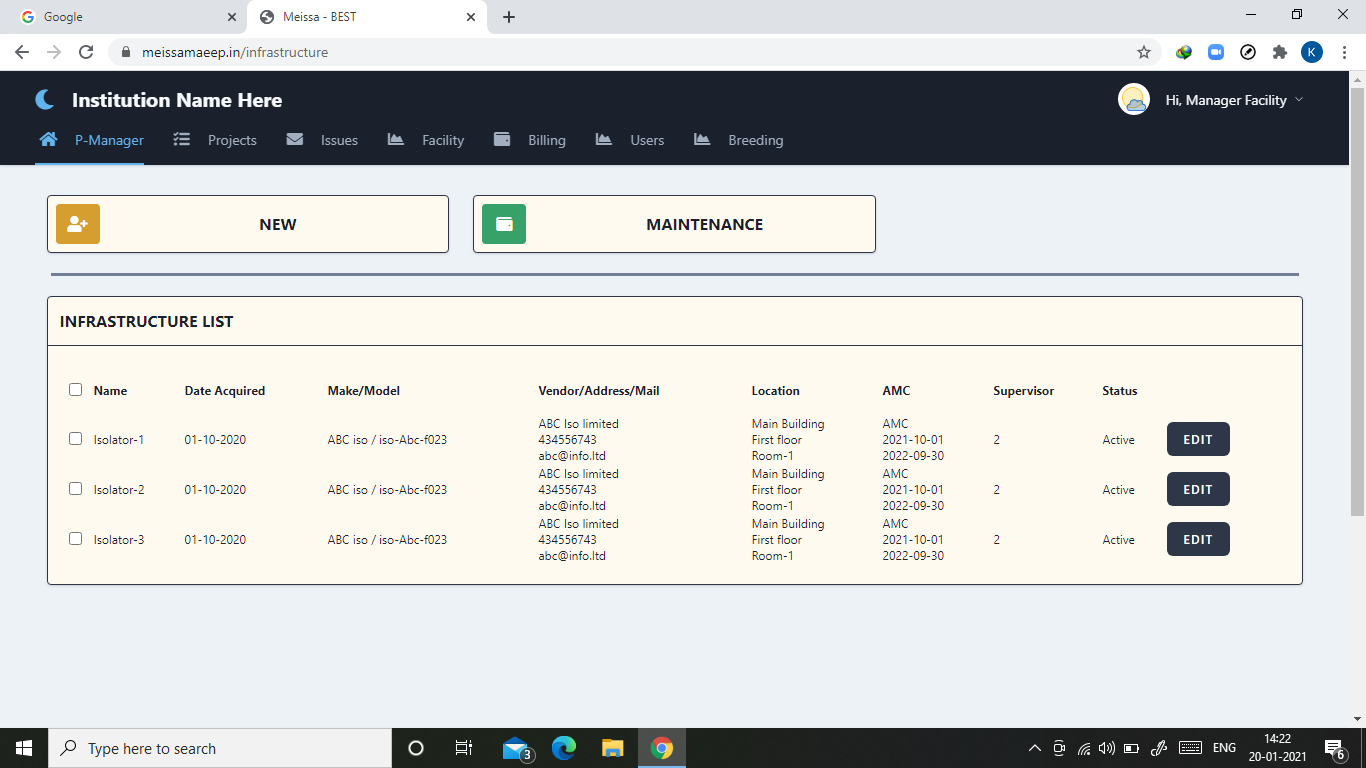 Google
Meissa - BEST
meissamaeep.in/infrastructure
K
Institution Name Here
Hi, Manager Facility
P-Manager Projects Issues Facility Billing Users Breeding
NEW
MAINTENANCE
INFRASTRUCTURE LIST
Name Date Acquired Make/Model Vendor/Address/Mail Location AMC Supervisor Status
ABC Iso limited Main Building AMC
Isolator-1 01-10-2020 ABC iso / iso-Abc-f023 434556743 First floor 2021-10-01 2 Active EDIT
abc@info.ltd Room-1 2022-09-30
ABC Iso limited Main Building AMC
Isolator-2 01-10-2020 ABC iso / iso-Abc-f023 434556743 First floor 2021-10-01 2 Active EDIT
abc@info.ltd Room-1 2022-09-30
ABC Iso limited Main Building AMC
Isolator-3 01-10-2020 ABC iso / iso-Abc-f023 434556743 First floor 2021-10-01 2 Active EDIT
abc@info.ltd Room-1 2022-09-30
Type here to search
3
ENG
14:22
20-01-2021
6